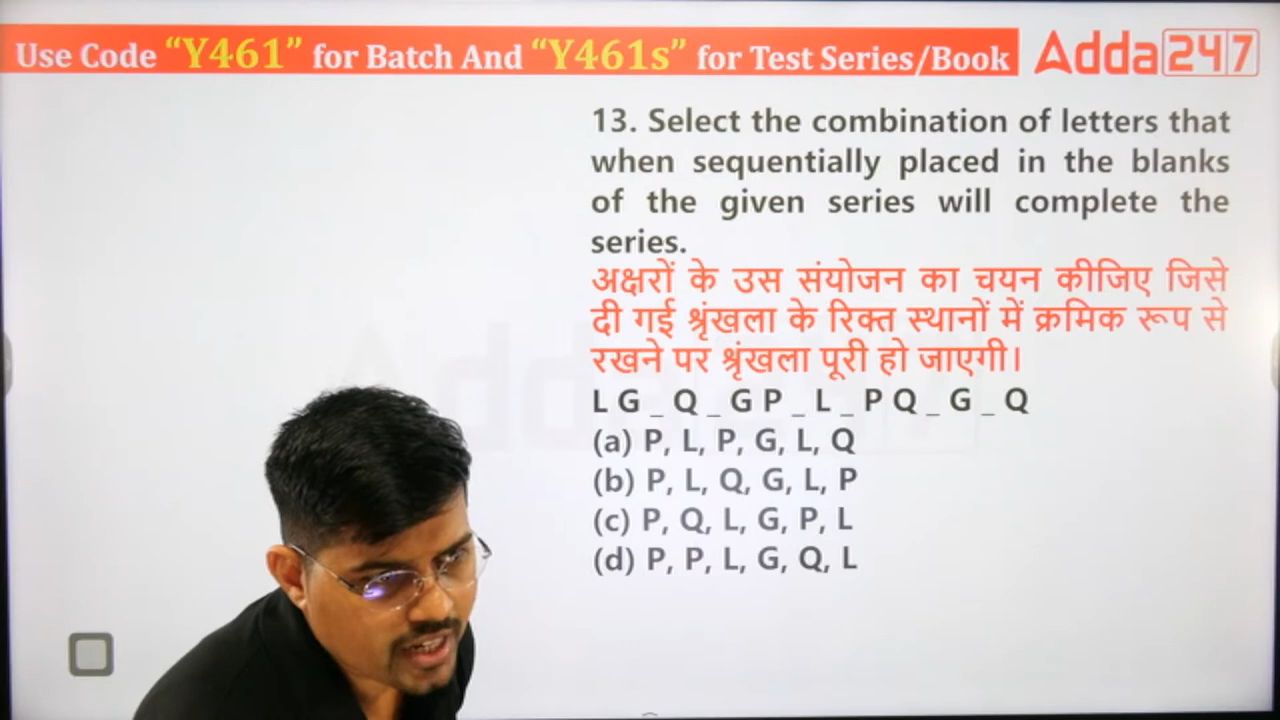 Use Code “Y461” for Batch And “Y461s” for Test Series/Book
Adda247
13. Select the combination of letters that
when sequentially placed in the blanks
of the given series will complete the
series.
अक्षरों के उस संयोजन का चयन कीजिए जिसे
दी गई श्रृंखला के रिक्त स्थानों में क्रमिक रूप से
रखने पर श्रृंखला पूरी हो जाएगी।
L G _ Q _ G P _ L _ P Q _ G _ Q
(a) P, L, P, G, L, Q
(b) P, L, Q, G, L, P
(c) P, Q, L, G, P, L
(d) P, P, L, G, Q, L